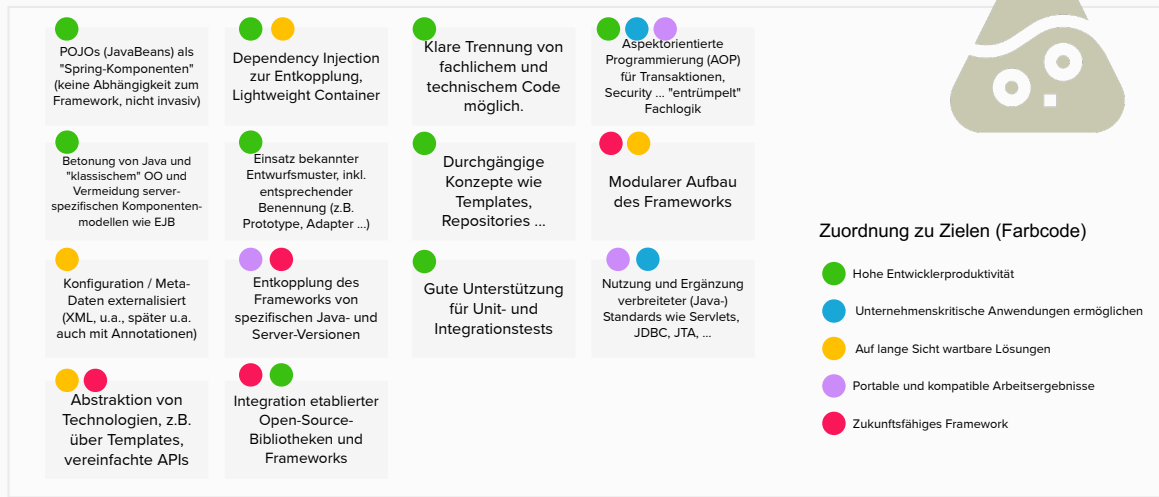 POJOs (JavaBeans) als
"Spring-Komponenten"
(keine Abhängigkeit zum
Framework, nicht invasiv)
Dependency Injection
zur Entkopplung,
Lightweight Container
Klare Trennung von
fachlichem und
technischem Code
möglich.
Aspektorientierte
Programmierung (AOP)
für Transaktionen,
Security ... "entrümpelt"
Fachlogik
Betonung von Java und
"klassischem" OO und
Vermeidung server-
spezifischen Komponenten-
modellen wie EJB
Einsatz bekannter
Entwurfsmuster, inkl.
entsprechender
Benennung (z.B.
Prototype, Adapter ...)
Durchgängige
Konzepte wie
Templates,
Repositories ...
Modularer Aufbau
des Frameworks
Konfiguration / Meta-
Daten externalisiert
(XML, u.a., später u.a.
auch mit Annotationen)
Entkopplung des
Frameworks von
spezifischen Java- und
Server-Versionen
Gute Unterstützung
für Unit- und
Integrationstests
Nutzung und Ergänzung
verbreiteter (Java-)
Standards wie Servlets,
JDBC, JTA, ...
Abstraktion von
Technologien, z.B.
über Templates,
vereinfachte APIs
Integration etablierter
Open-Source-
Bibliotheken und
Frameworks
Zuordnung zu Zielen (Farbcode)
Hohe Entwicklerproduktivität
Unternehmenskritische Anwendungen ermöglichen
Auf lange Sicht wartbare Lösungen
Portable und kompatible Arbeitsergebnisse
Zukunftsfähiges Framework